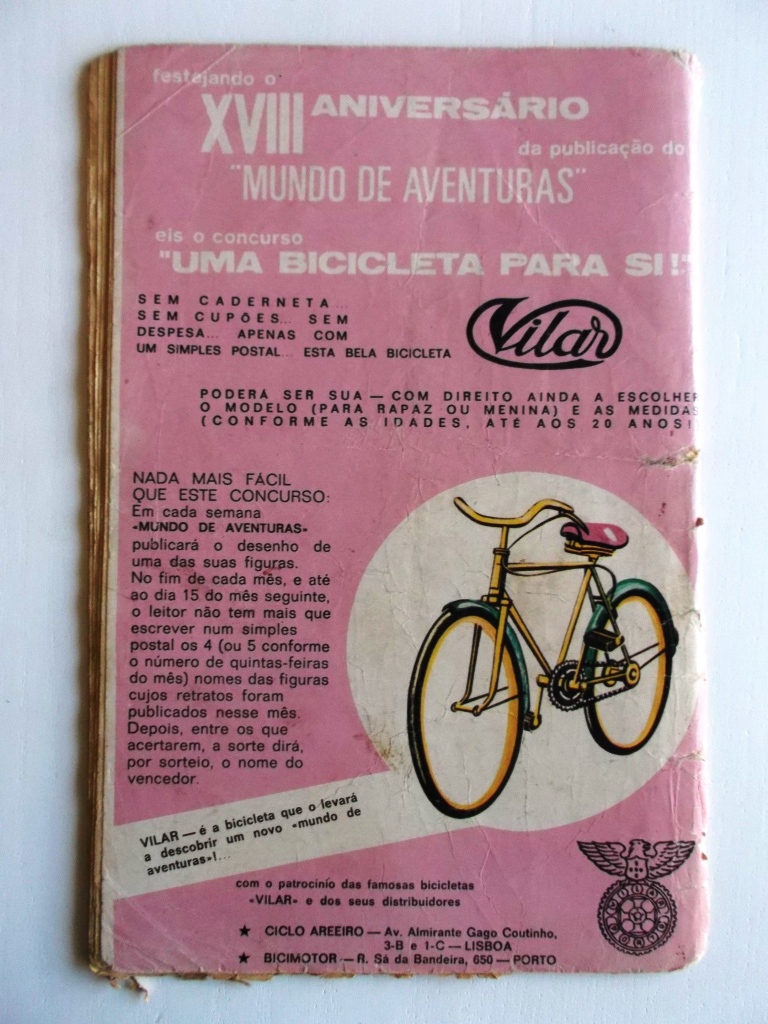 festejando o
XVIII ANIVERSÁRIO
da publicação do
"MUNDO DE AVENTURAS"
eis o concurso
"UMA BICICLETA PARA SI!"
SEM CADERNETA...
SEM CUPÕES... SEM
DESPESA... APENAS COM
UM SIMPLES POSTAL... ESTA BELA BICICLETA
Vilar
PODERÁ SER SUA — COM DIREITO AINDA A ESCOLHER
O MODELO (PARA RAPAZ OU MENINA) E AS MEDIDAS
(CONFORME AS IDADES, ATÉ AOS 20 ANOS!
NADA MAIS FÁCIL
QUE ESTE CONCURSO:
Em cada semana
«MUNDO DE AVENTURAS»
publicará o desenho de
uma das suas figuras.
No fim de cada mês, e até
ao dia 15 do mês seguinte,
o leitor não tem mais que
escrever num simples
postal os 4 (ou 5 conforme
o número de quintas-feiras
do mês) nomes das figuras
cujos retratos foram
publicados nesse mês.
Depois, entre os que
acertarem, a sorte dirá,
por sorteio, o nome do
vencedor.
VILAR — é a bicicleta que o levará
a descobrir um novo «mundo de
aventuras»!...
com o patrocínio das famosas bicicletas
«VILAR» e dos seus distribuidores
★ CICLO AREEIRO — Av. Almirante Gago Coutinho,
3-B e 1-C — LISBOA
★ BICIMOTOR — R. Sá da Bandeira, 650 — PORTO